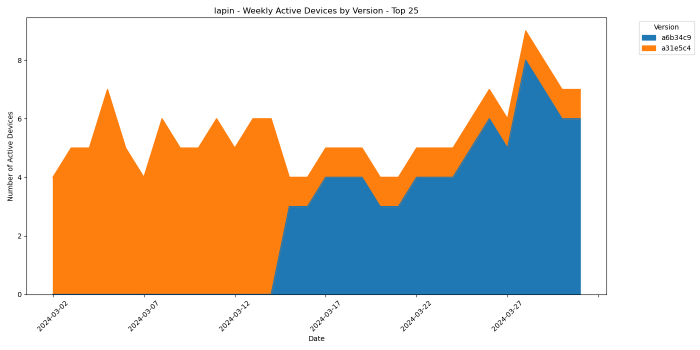 lapin - Weekly Active Devices by Version - Top 25
Version
a6b34c9
a31e5c4
Number of Active Devices
8
6
4
2
0
2024-03-02
2024-03-07
2024-03-12
2024-03-17
2024-03-22
2024-03-27
Date